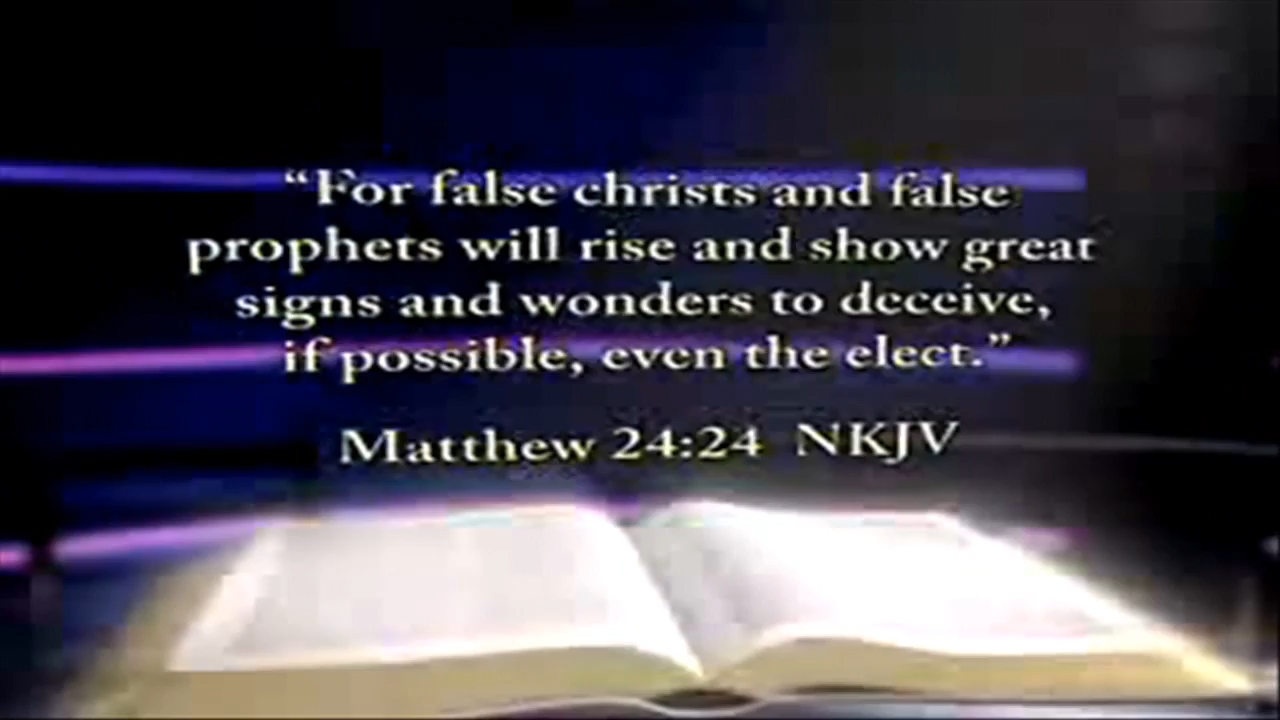 “For false christs and false
prophets will rise and show great
signs and wonders to deceive,
if possible, even the elect.”
Matthew 24:24 NKJV